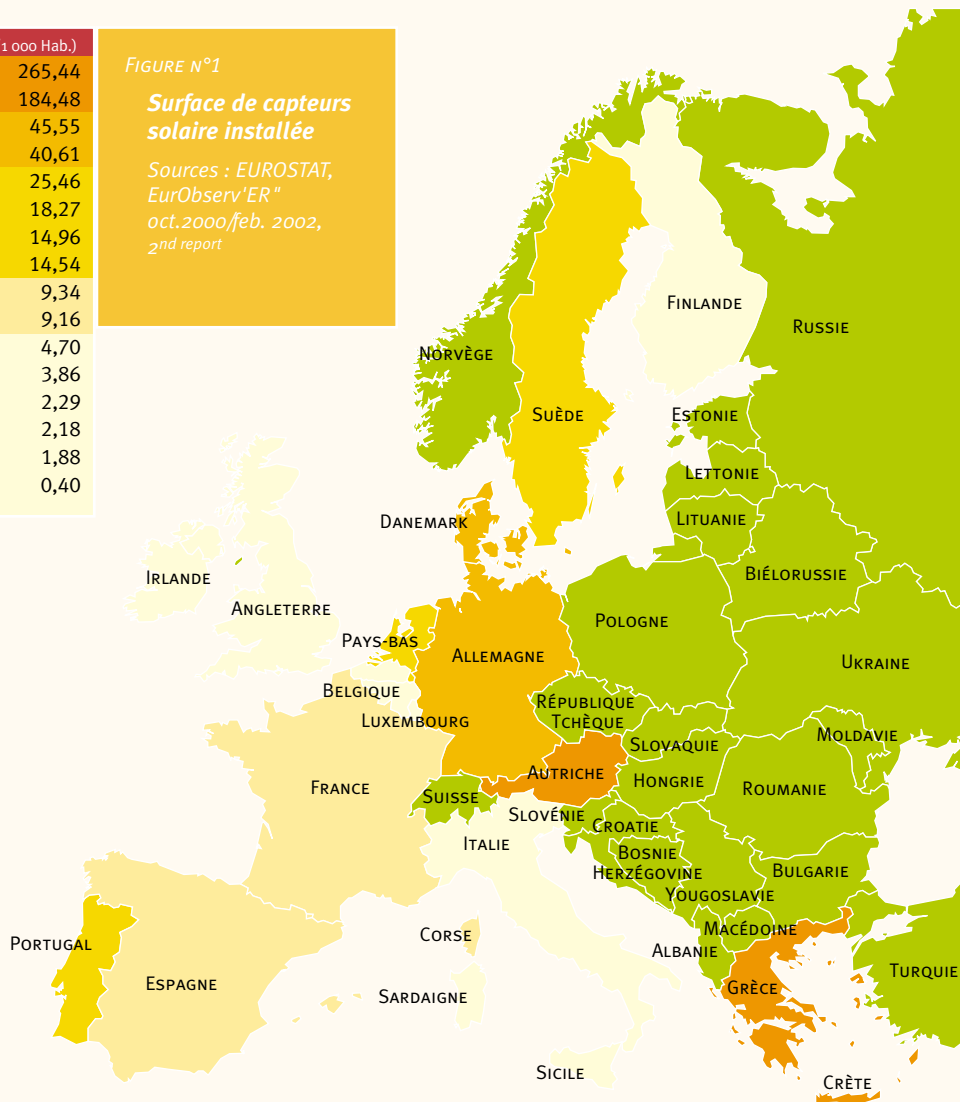 1 000 Hab.)
265,44
184,48
45,55
40,61
25,46
18,27
14,96
14,54
9,34
9,16
4,70
3,86
2,29
2,18
1,88
0,40
FIGURE N°1
Surface de capteurs
solaire installée
Sources : EUROSTAT,
EurObserv'ER"
oct.2000/feb. 2002,
2nd report
FINLANDE
RUSSIE
NORVÈGE
SUÈDE
ESTONIE
LETTONIE
LITUANIE
DANEMARK
BIÉLORUSSIE
IRLANDE
ANGLETERRE
POLOGNE
PAYS-BAS
ALLEMAGNE
UKRAINE
BELGIQUE
RÉPUBLIQUE
TCHÈQUE
LUXEMBOURG
MOLDAVIE
SLOVAQUIE
AUTRICHE
HONGRIE
FRANCE
SUISSE
ROUMANIE
SLOVÉNIE
CROATIE
ITALIE
BOSNIE
HERZÉGOVINE
BULGARIE
YOUGOSLAVIE
MACÉDOINE
CORSE
PORTUGAL
ALBANIE
TURQUIE
ESPAGNE
GRÈCE
SARDAIGNE
SICILE
CRÈTE